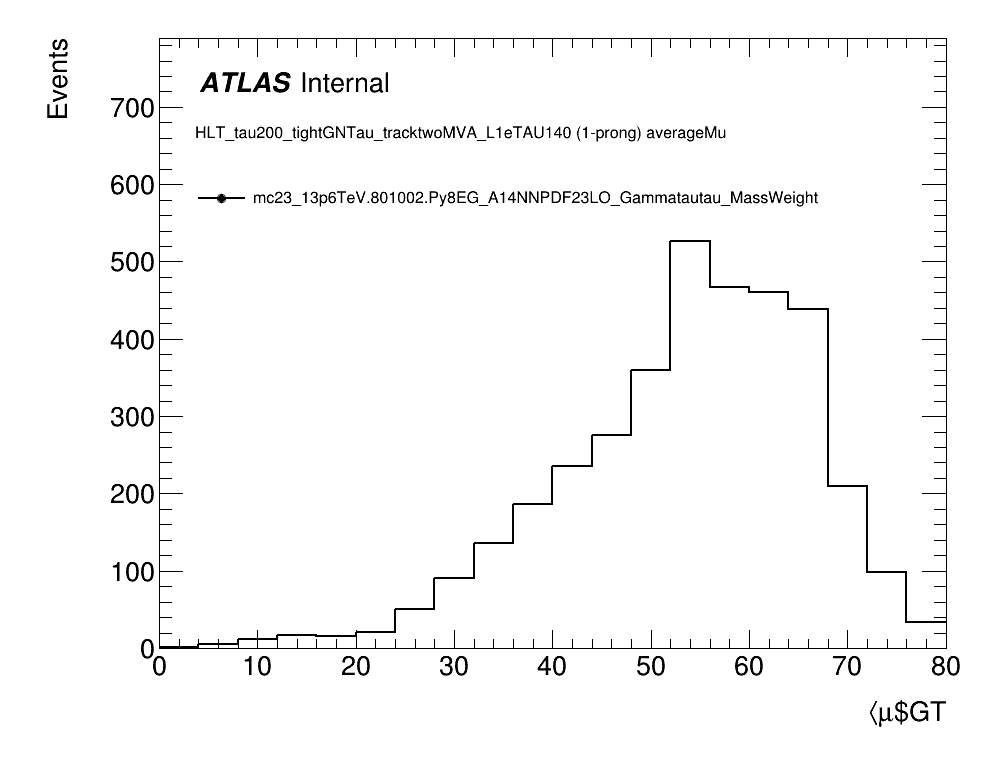 Events
ATLAS Internal
HLT_tau200_tightGNTau_tracktwoMVA_L1eTAU140 (1-prong) averageMu
mc23_13p6TeV.801002.Py8EG_A14NNPDF23LO_Gammatautau_MassWeight
700
600
500
400
300
200
100
0
0 10 20 30 40 50 60 70 80
⟨μ$GT